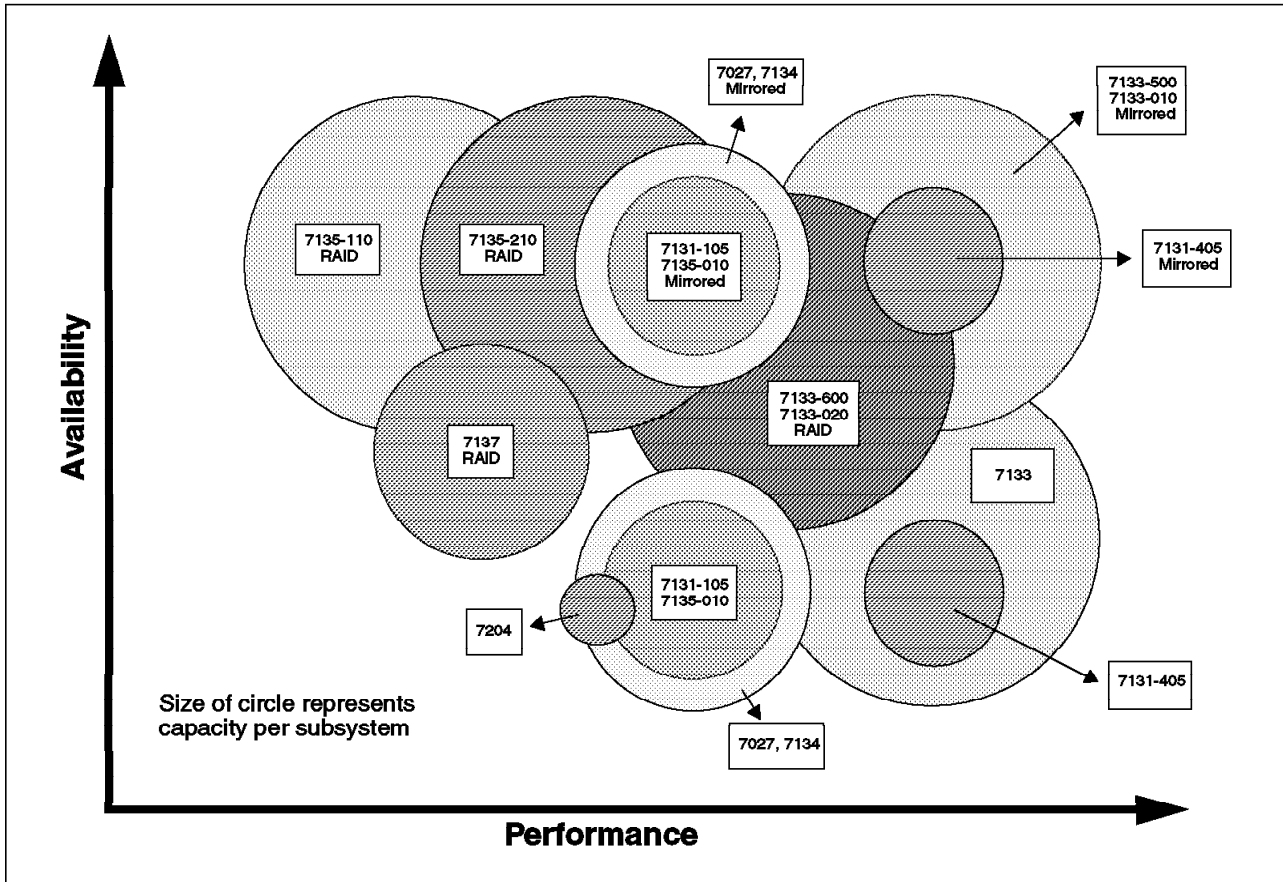 7027, 7134
Mirrored
7133-500
7133-010
Mirrored
7135-110
RAID
7135-210
RAID
7131-105
7135-010
Mirrored
7131-405
Mirrored
Availability
7133-600
7133-020
RAID
7137
RAID
7133
7131-105
7135-010
7204
7131-405
Size of circle represents
capacity per subsystem
7027, 7134
Performance